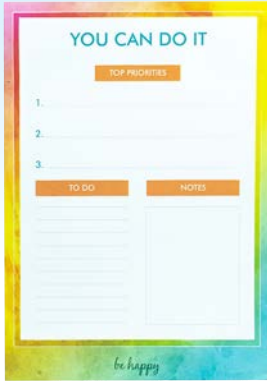 YOU CAN DO IT
TOP PRIORITIES
1.
2.
3.
TO DO
NOTES
be happy